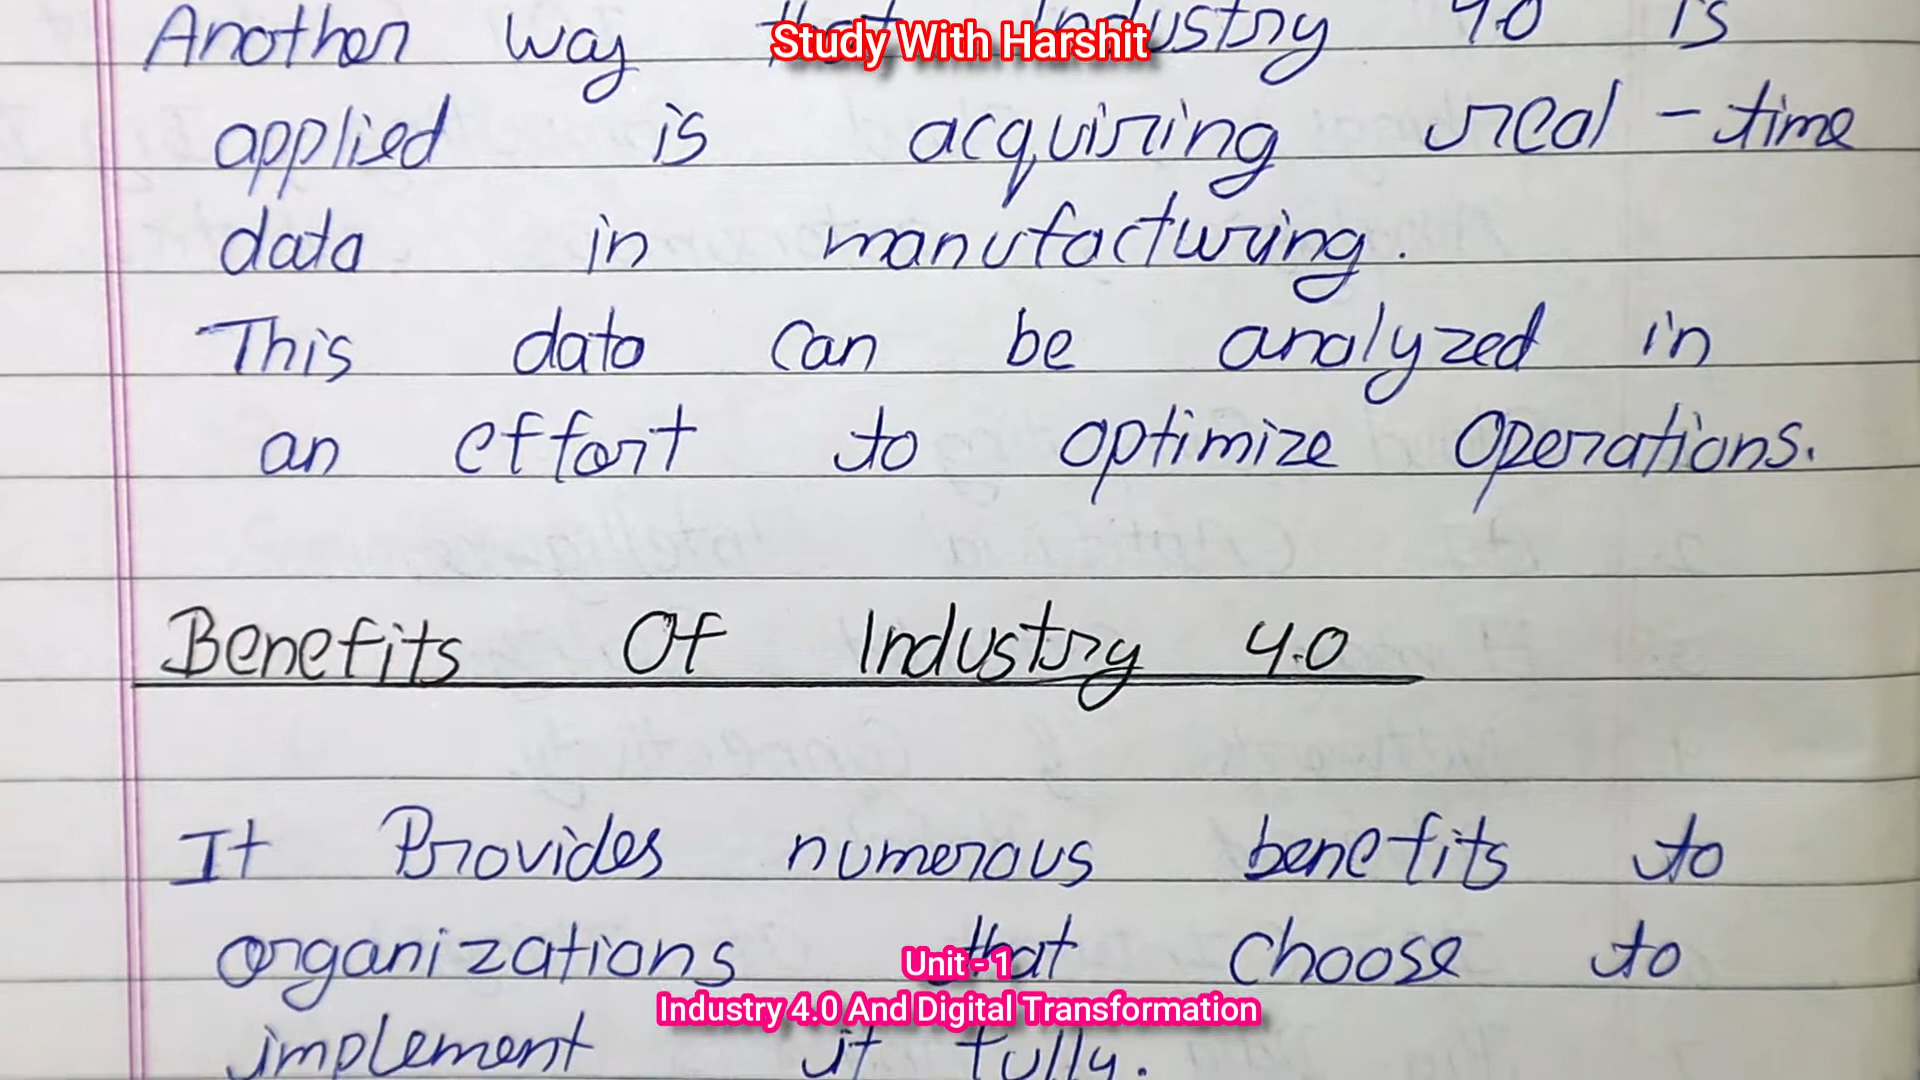 Another way that Industry 4.0 is
Study With Harshit
applied is acquiring real - time
data in manufacturing.
This data can be analyzed in
an effort to optimize operations.
Benefits Of Industry 4.0
It Provides numerous benefits to
organizations that choose to
Unit - 1
Industry 4.0 And Digital Transformation
implement it fully.